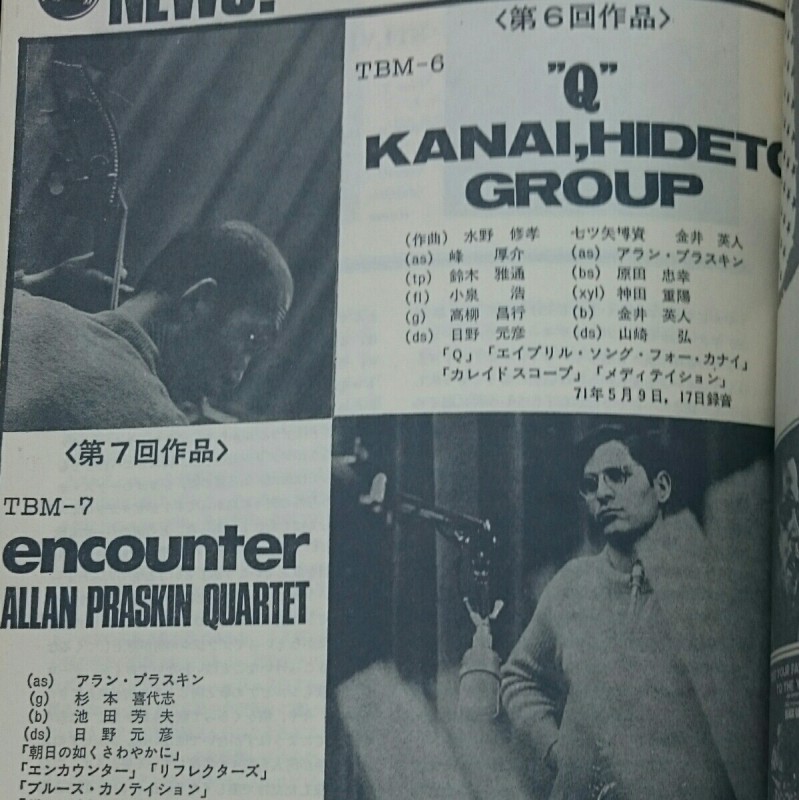 NEWS!
〈第6回作品〉
TBM-6
"Q"
KANAI,HIDETO
GROUP
(作曲) 水野 修孝 七ツ矢博資 金井 英人
(as) 峰 厚介 (as) アラン・プラスキン
(tp) 鈴木 雅通 (bs) 原田 忠幸
(fl) 小泉 浩 (xyl) 神田 重陽
(g) 高柳 昌行 (b) 金井 英人
(ds) 日野 元彦 (ds) 山崎 弘
「Q」「エイプリル・ソング・フォー・カナイ」
「カレイドスコープ」「メディテイション」
71年5月9日, 17日録音
〈第7回作品〉
TBM-7
encounter
ALLAN PRASKIN QUARTET
(as) アラン・プラスキン
(g) 杉本 喜代志
(b) 池田 芳夫
(ds) 日野 元彦
「朝日の如くさわやかに」
「エンカウンター」「リフレクターズ」
「ブルーズ・カノテイション」